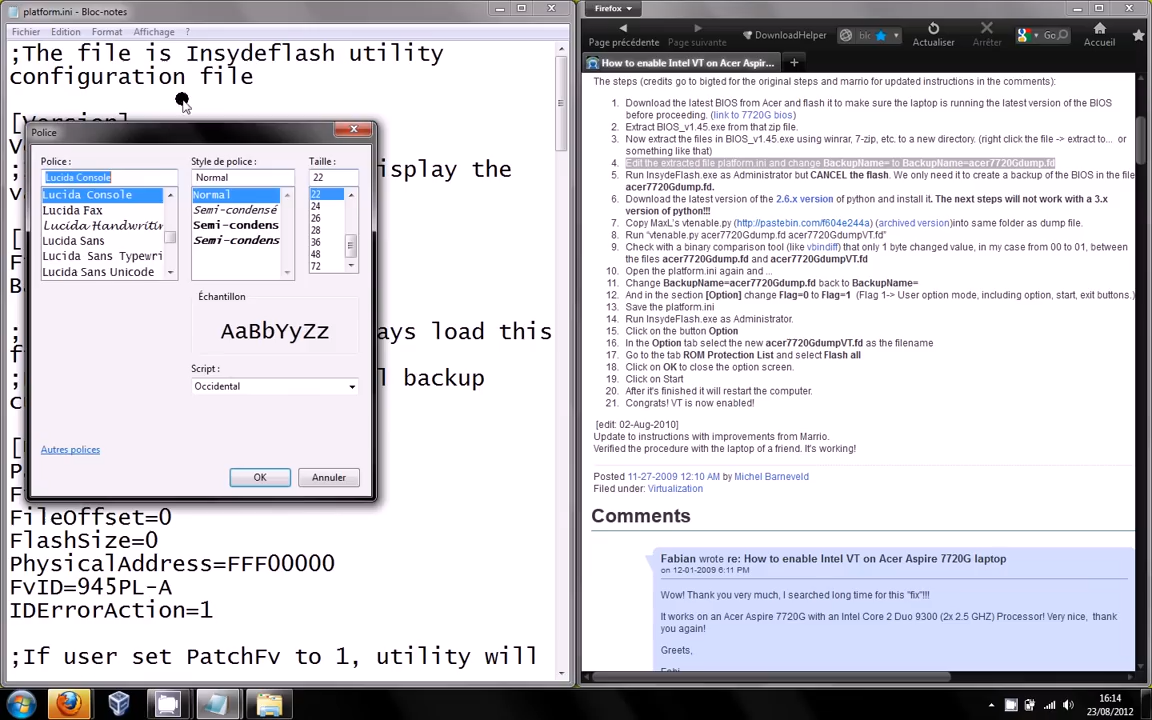 platform.ini - Bloc-notes
Fichier Edition Format Affichage ?
;The file is Insydeflash utility
configuration file
[Version]
isplay the
ays load this
l backup
FileOffset=0
FlashSize=0
PhysicalAddress=FFF00000
FvID=945PL-A
IDErrorAction=1
;If user set PatchFv to 1, utility will
Police
Police : Style de police : Taille :
Lucida Console Normal 22
Lucida Console Normal 22
Lucida Fax Semi-condensé 24
Lucida Handwritin Semi-condens 26
Lucida Sans Semi-condens 28
Lucida Sans Typewri 36
Lucida Sans Unicode 48
72
Échantillon
AaBbYyZz
Script :
Occidental
Autres polices
OK Annuler
Firefox
Page précédente Page suivante DownloadHelper blc Actualiser Arrêter Go Accueil
How to enable Intel VT on Acer Aspir...
The steps (credits go to bigted for the original steps and marrio for updated instructions in the comments):
1. Download the latest BIOS from Acer and flash it to make sure the laptop is running the latest version of the BIOS
before proceeding. (link to 7720G bios)
2. Extract BIOS_v1.45.exe from that zip file.
3. Now extract the files in BIOS_v1.45.exe using winrar, 7-zip, etc. to a new directory. (right click the file -> extract to... or
something like that)
4. Edit the extracted file platform.ini and change BackupName= to BackupName=acer7720Gdump.fd
5. Run InsydeFlash.exe as Administrator but CANCEL the flash. We only need it to create a backup of the BIOS in the file
acer7720Gdump.fd.
6. Download the latest version of the 2.6.x version of python and install it. The next steps will not work with a 3.x
version of python!!!
7. Copy MaxL's vtenable.py (http://pastebin.com/f604e244a) (archived version)into same folder as dump file.
8. Run "vtenable.py acer7720Gdump.fd acer7720GdumpVT.fd"
9. Check with a binary comparison tool (like vbindiff) that only 1 byte changed value, in my case from 00 to 01, between
the files acer7720Gdump.fd and acer7720GdumpVT.fd
10. Open the platform.ini again and ...
11. Change BackupName=acer7720Gdump.fd back to BackupName=
12. And in the section [Option] change Flag=0 to Flag=1 (Flag 1-> User option mode, including option, start, exit buttons.)
13. Save the platform.ini
14. Run InsydeFlash.exe as Administrator.
15. Click on the button Option
16. In the Option tab select the new acer7720GdumpVT.fd as the filename
17. Go to the tab ROM Protection List and select Flash all
18. Click on OK to close the option screen.
19. Click on Start
20. After it's finished it will restart the computer.
21. Congrats! VT is now enabled!
[edit: 02-Aug-2010]
Update to instructions with improvements from Marrio.
Verified the procedure with the laptop of a friend. It's working!
Posted 11-27-2009 12:10 AM by Michel Barneveld
Filed under: Virtualization
Comments
Fabian wrote re: How to enable Intel VT on Acer Aspire 7720G laptop
on 12-01-2009 6:11 PM
Wow! Thank you very much, I searched long time for this "fix"!!!
It works on an Acer Aspire 7720G with an Intel Core 2 Duo 9300 (2x 2.5 GHZ) Processor! Very nice, thank
you again!
Greets,
16:14
23/08/2012